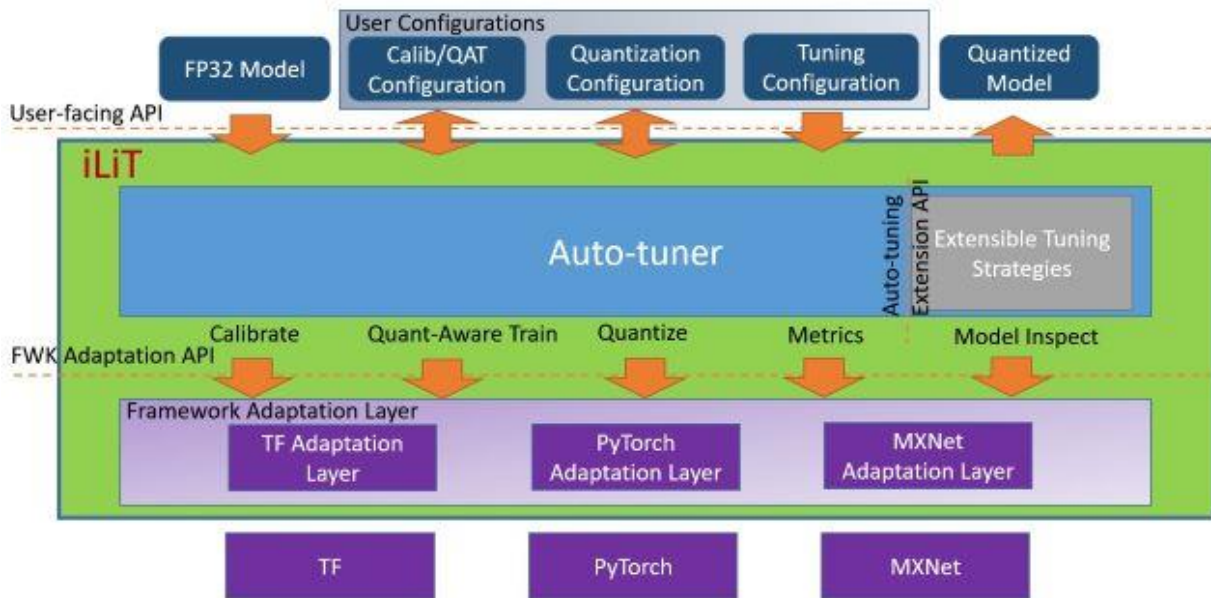 User Configurations
FP32 Model
Calib/QAT
Configuration
Quantization
Configuration
Tuning
Configuration
Quantized
Model
User-facing API
iLiT
Auto-tuner
Auto-tuning
Extension API
Extensible Tuning
Strategies
Calibrate
Quant-Aware Train
Quantize
Metrics
Model Inspect
FWK Adaptation API
Framework Adaptation Layer
TF Adaptation
Layer
PyTorch
Adaptation Layer
MXNet
Adaptation Layer
TF
PyTorch
MXNet